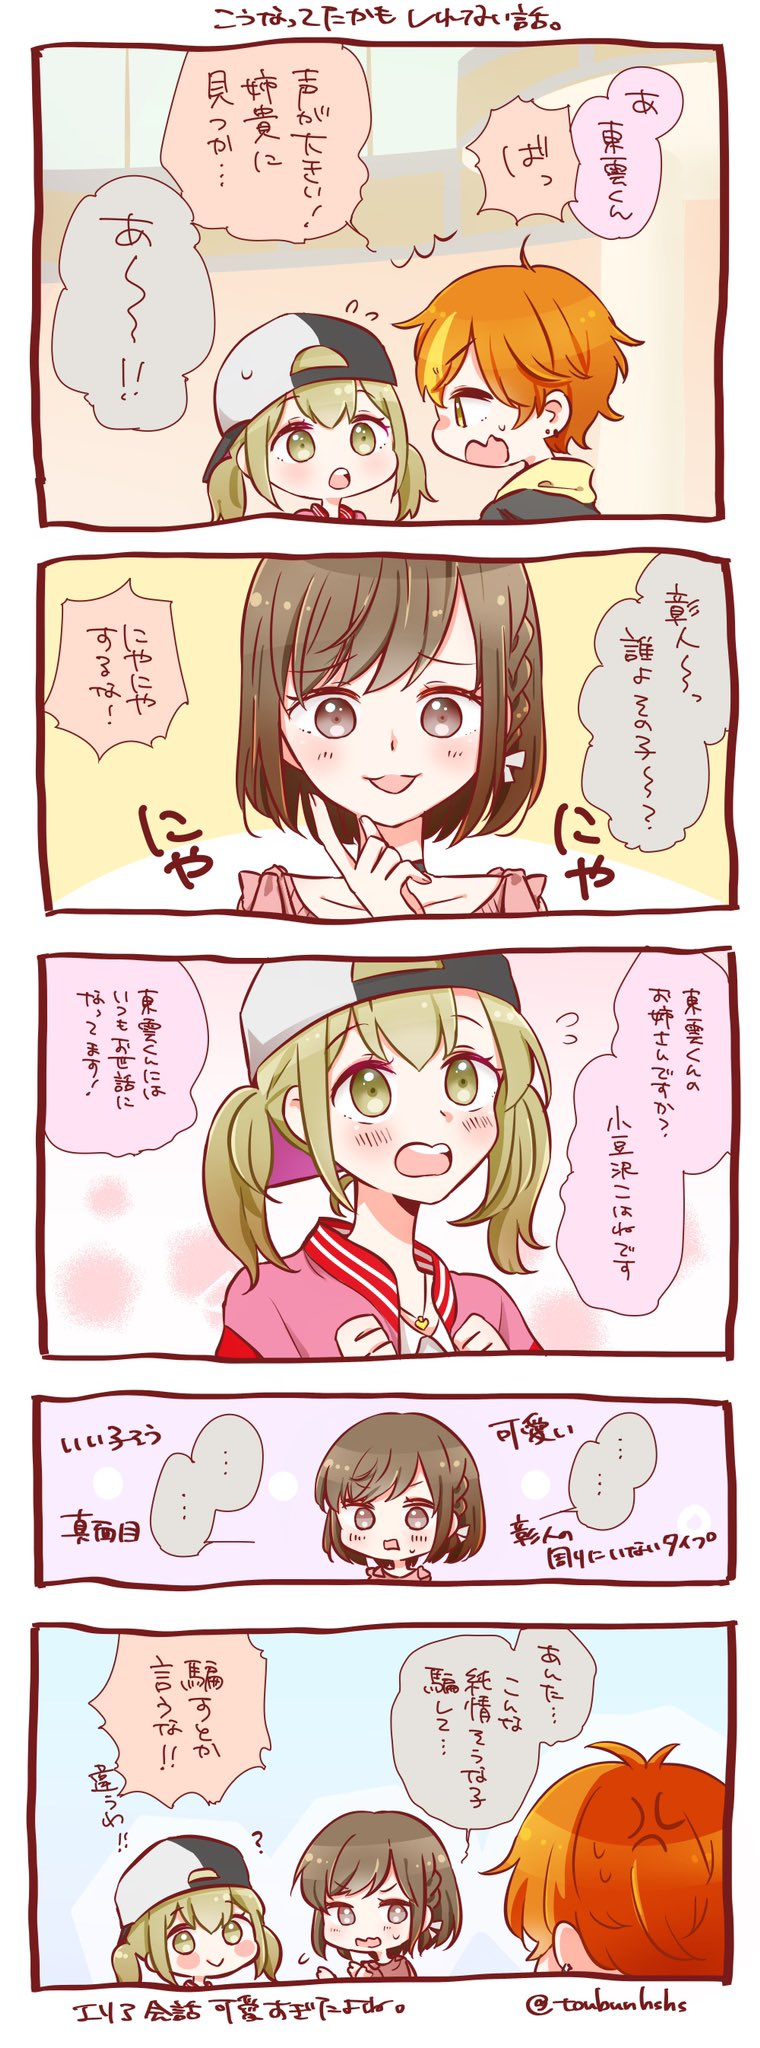 こうなってたかもしれてない話。
あ
東雲くん
ばっ
声が大きい！
姉貴に
見つか…
あ〜〜〜!!
彰人〜っ
誰よその子〜〜？
にやにや
するな！
にや
にや
東雲くんの
お姉さんですか？
小豆沢こはねです
東雲くんには
いつもお世話に
なってます！
…
…
可愛い
彰人の
周りにいないタイプ。
…
…
いい子そう
真面目
あんた…
こんな
純情そうな子
騙して…
騙すとか
言うな!!
違うわ!!
?
エリア会話可愛すぎたよね。
@toubunhshs